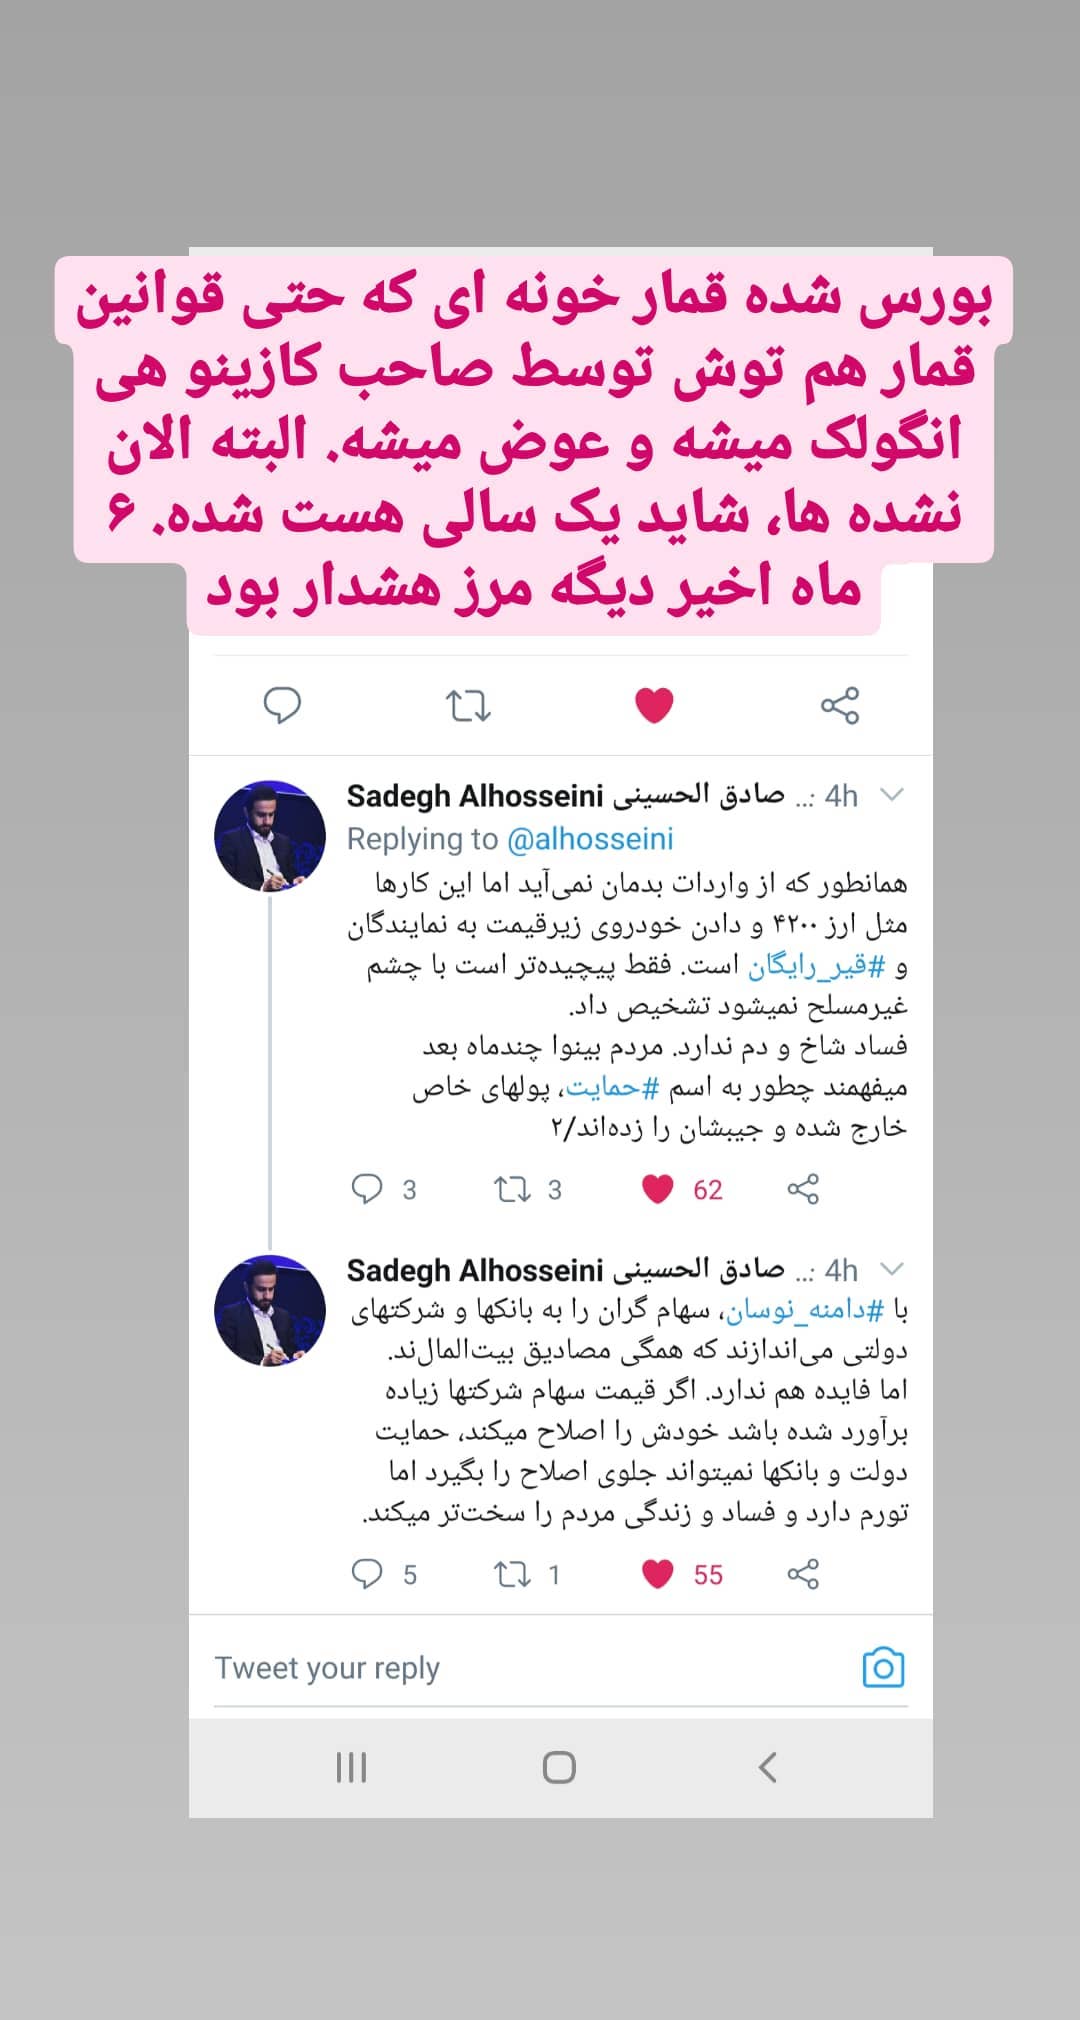 بورس شده قمار خونه ای که حتی قوانین
قمار هم توش توسط صاحب کازینو هی
انگولک میشه و عوض میشه. البته الان
نشده ها، شاید یک سالی هست شده. ۶
ماه اخیر دیگه مرز هشدار بود
Sadegh Alhosseini صادق الحسینی ..: 4h
Replying to @alhosseini
همانطور که از واردات بدمان نمی‌آید اما این کارها
مثل ارز ۴۲۰۰ و دادن خودروی زیرقیمت به نمایندگان
و #قیر_رایگان است. فقط پیچیده‌تر است با چشم
غیرمسلح نمیشود تشخیص داد.
فساد شاخ و دم ندارد. مردم بینوا چندماه بعد
میفهمند چطور به اسم #حمایت، پولهای خاص
خارج شده و جیبشان را زده‌اند/۲
3 3 62
Sadegh Alhosseini صادق الحسینی ..: 4h
با #دامنه_نوسان، سهام گران را به بانکها و شرکتهای
دولتی می‌اندازند که همگی مصادیق بیت‌المال‌ند.
اما فایده هم ندارد. اگر قیمت سهام شرکتها زیاده
برآورد شده باشد خودش را اصلاح میکند، حمایت
دولت و بانکها نمیتواند جلوی اصلاح را بگیرد اما
تورم دارد و فساد و زندگی مردم را سخت‌تر میکند.
5 1 55
Tweet your reply